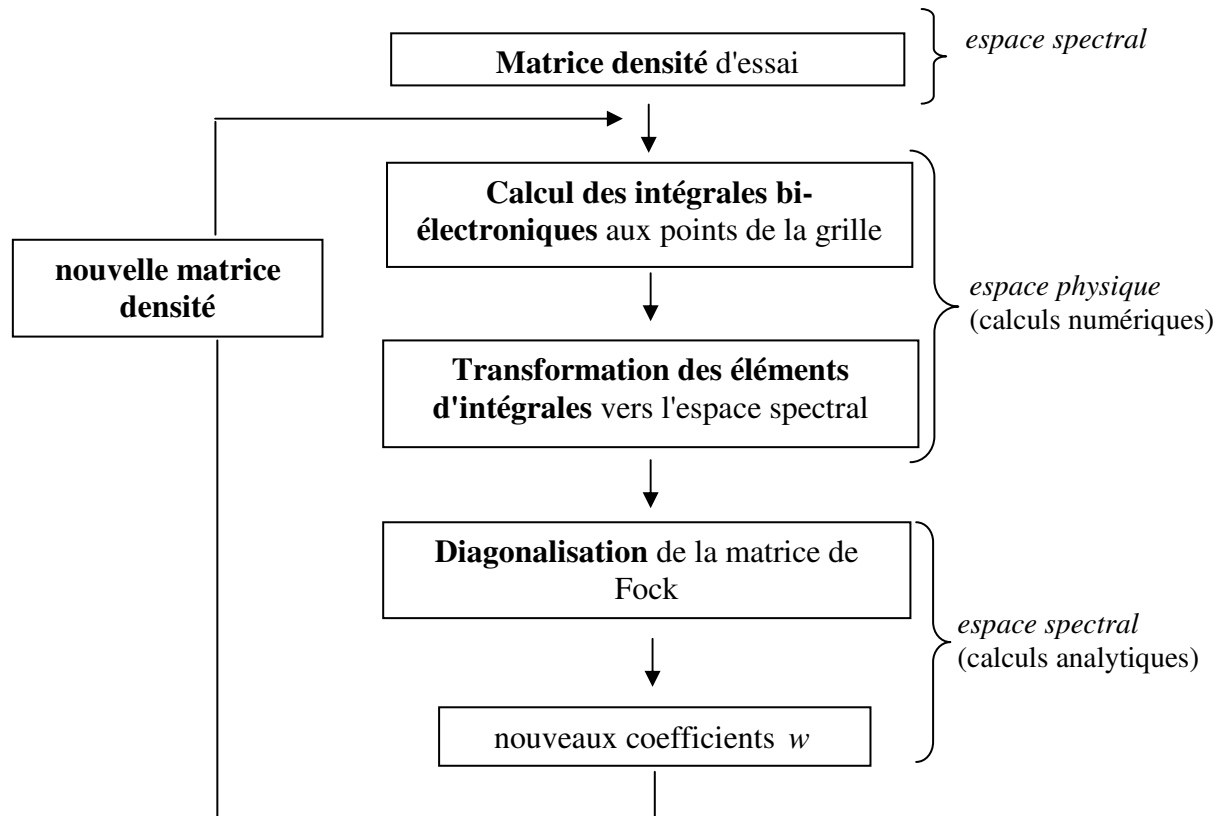 Matrice densité d'essai
espace spectral
Calcul des intégrales bi-
électroniques aux points de la grille
nouvelle matrice
densité
espace physique
(calculs numériques)
Transformation des éléments
d'intégrales vers l'espace spectral
Diagonalisation de la matrice de
Fock
espace spectral
(calculs analytiques)
nouveaux coefficients w